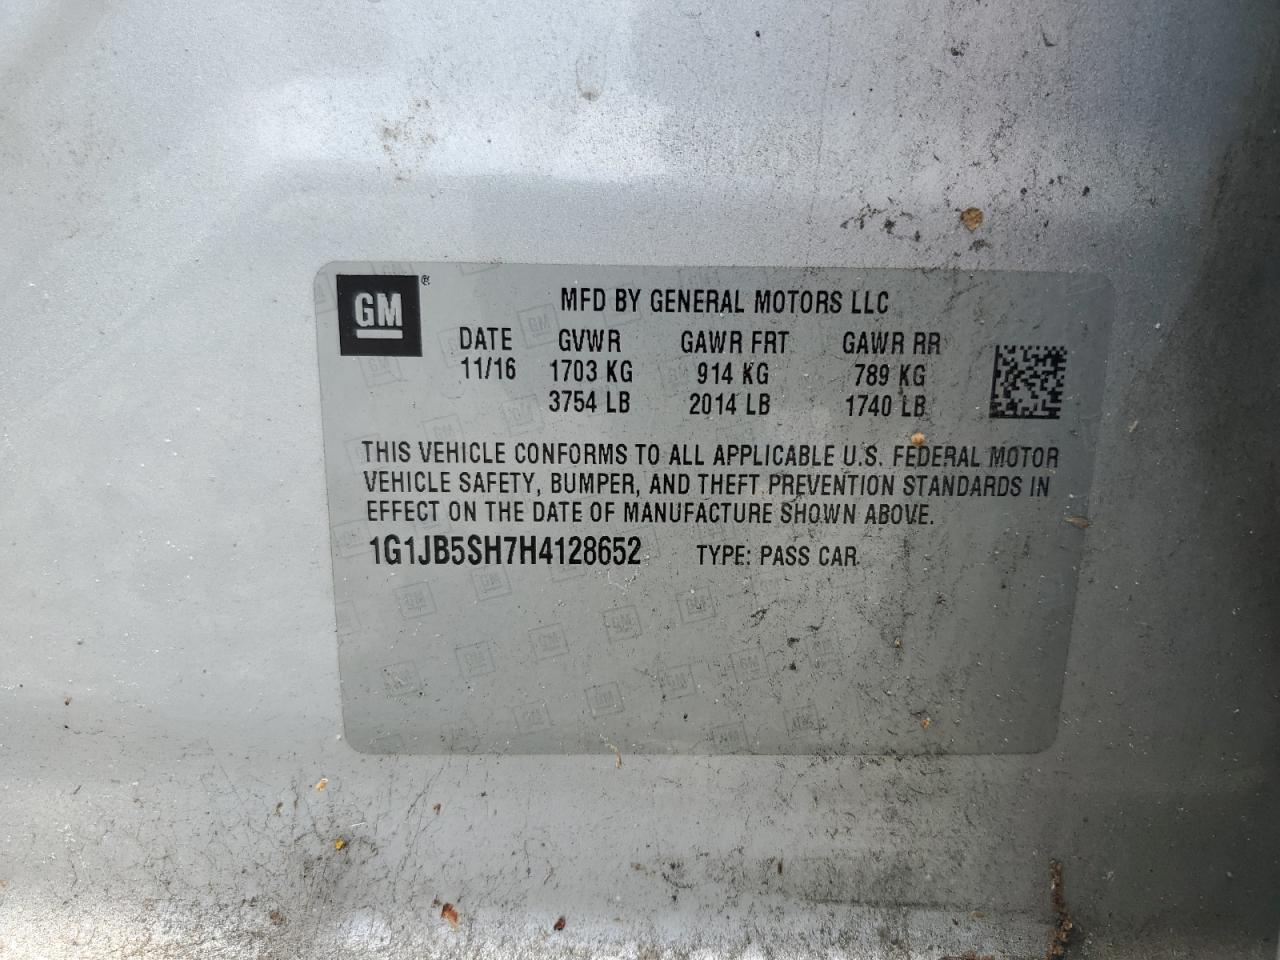 GM®
MFD BY GENERAL MOTORS LLC
DATE GVWR GAWR FRT GAWR RR
11/16 1703 KG 914 KG 789 KG
3754 LB 2014 LB 1740 LB
THIS VEHICLE CONFORMS TO ALL APPLICABLE U.S. FEDERAL MOTOR
VEHICLE SAFETY, BUMPER, AND THEFT PREVENTION STANDARDS IN
EFFECT ON THE DATE OF MANUFACTURE SHOWN ABOVE.
1G1JB5SH7H4128652 TYPE: PASS CAR